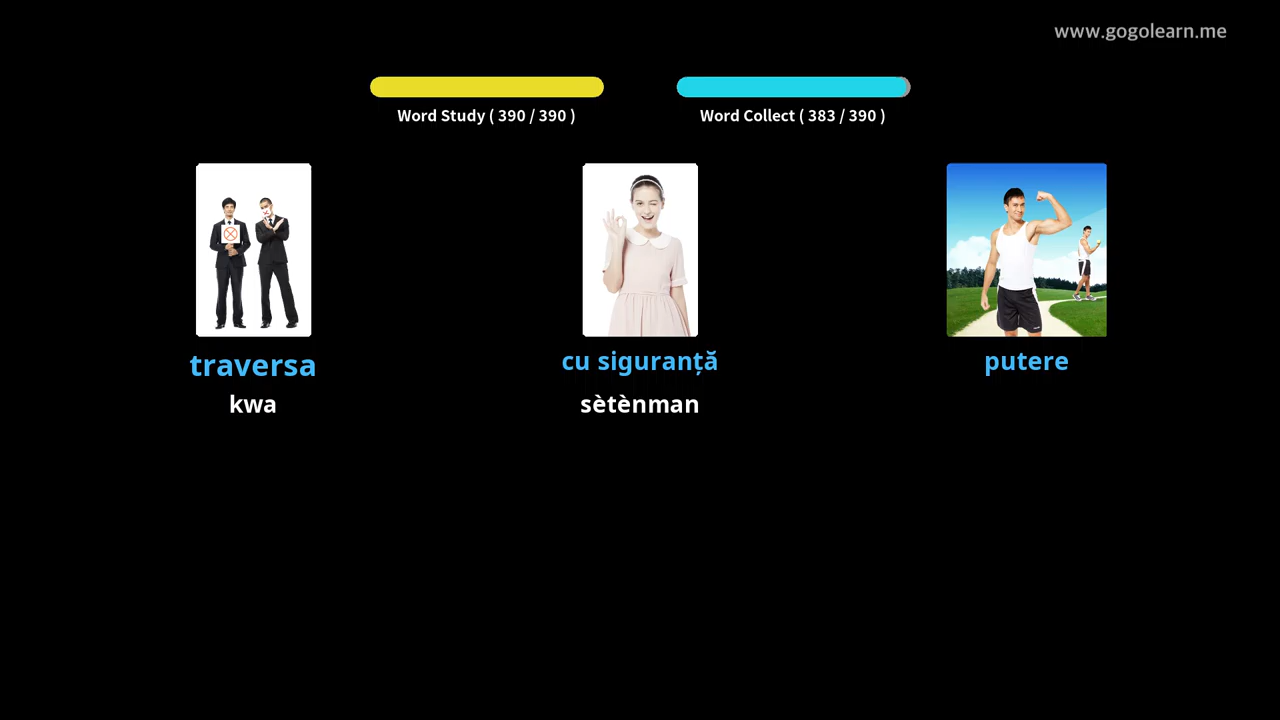 www.gogolearn.me
Word Study ( 390 / 390 )
Word Collect ( 383 / 390 )
traversa
kwa
cu siguranță
sètènman
putere